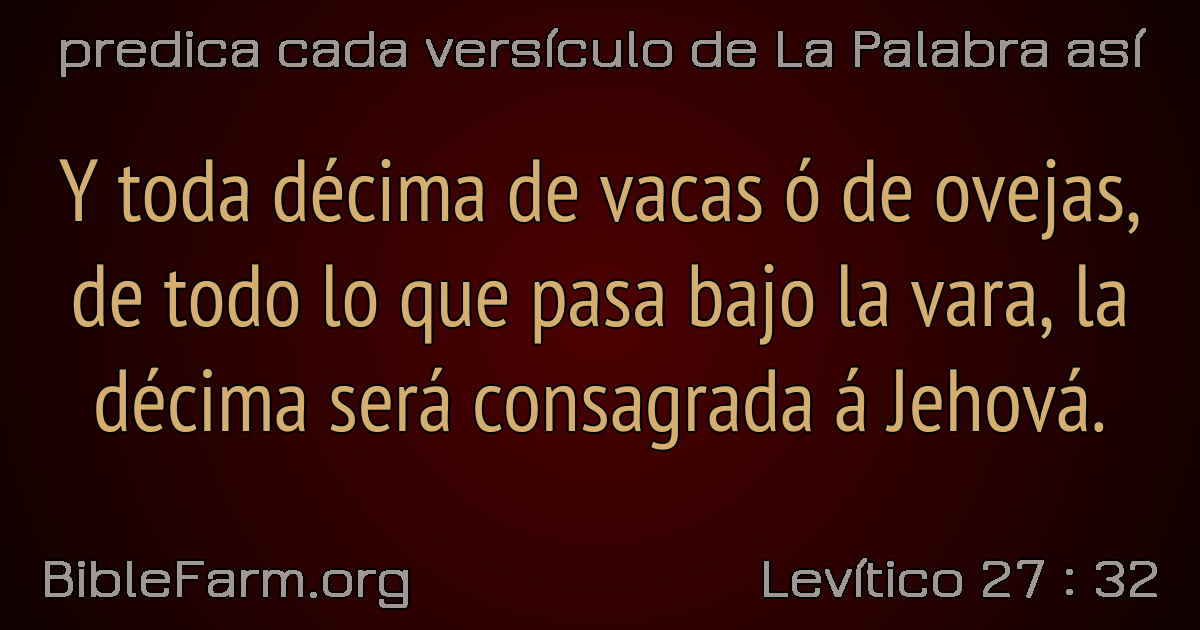 predica cada versículo de La Palabra así
Y toda décima de vacas ó de ovejas,
de todo lo que pasa bajo la vara, la
décima será consagrada á Jehová.
BibleFarm.org
Levítico 27 : 32